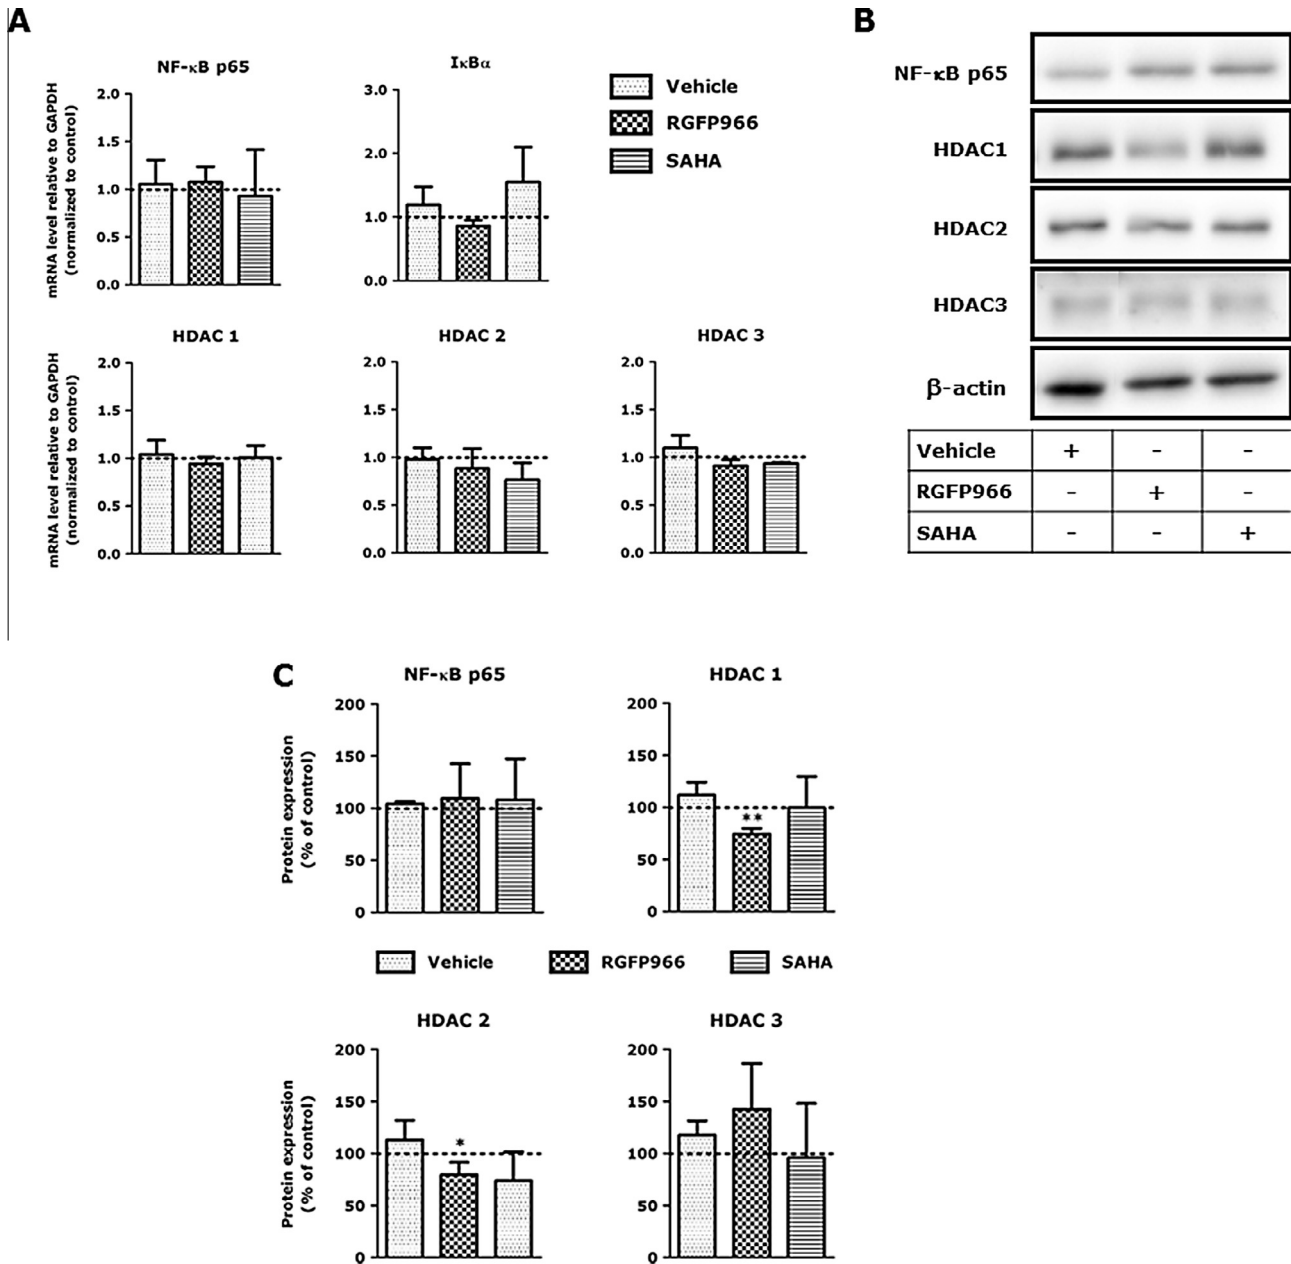 A
NF-κB p65
mRNA level relative to GAPDH
(normalized to control)
2.0
1.5
1.0
0.5
0.0
IκBα
3.0
2.0
1.0
0.0
Vehicle
RGFP966
SAHA
HDAC 1
mRNA level relative to GAPDH
(normalized to control)
2.0
1.5
1.0
0.5
0.0
HDAC 2
2.0
1.5
1.0
0.5
0.0
HDAC 3
2.0
1.5
1.0
0.5
0.0
B
NF-κB p65
HDAC1
HDAC2
HDAC3
β-actin
Vehicle + - -
RGFP966 - + -
SAHA - - +
C
NF-κB p65
Protein expression
(% of control)
200
150
100
50
0
HDAC 1
200
150
100
50
0
**
Vehicle RGFP966 SAHA
HDAC 2
Protein expression
(% of control)
200
150
100
50
0
*
HDAC 3
200
150
100
50
0